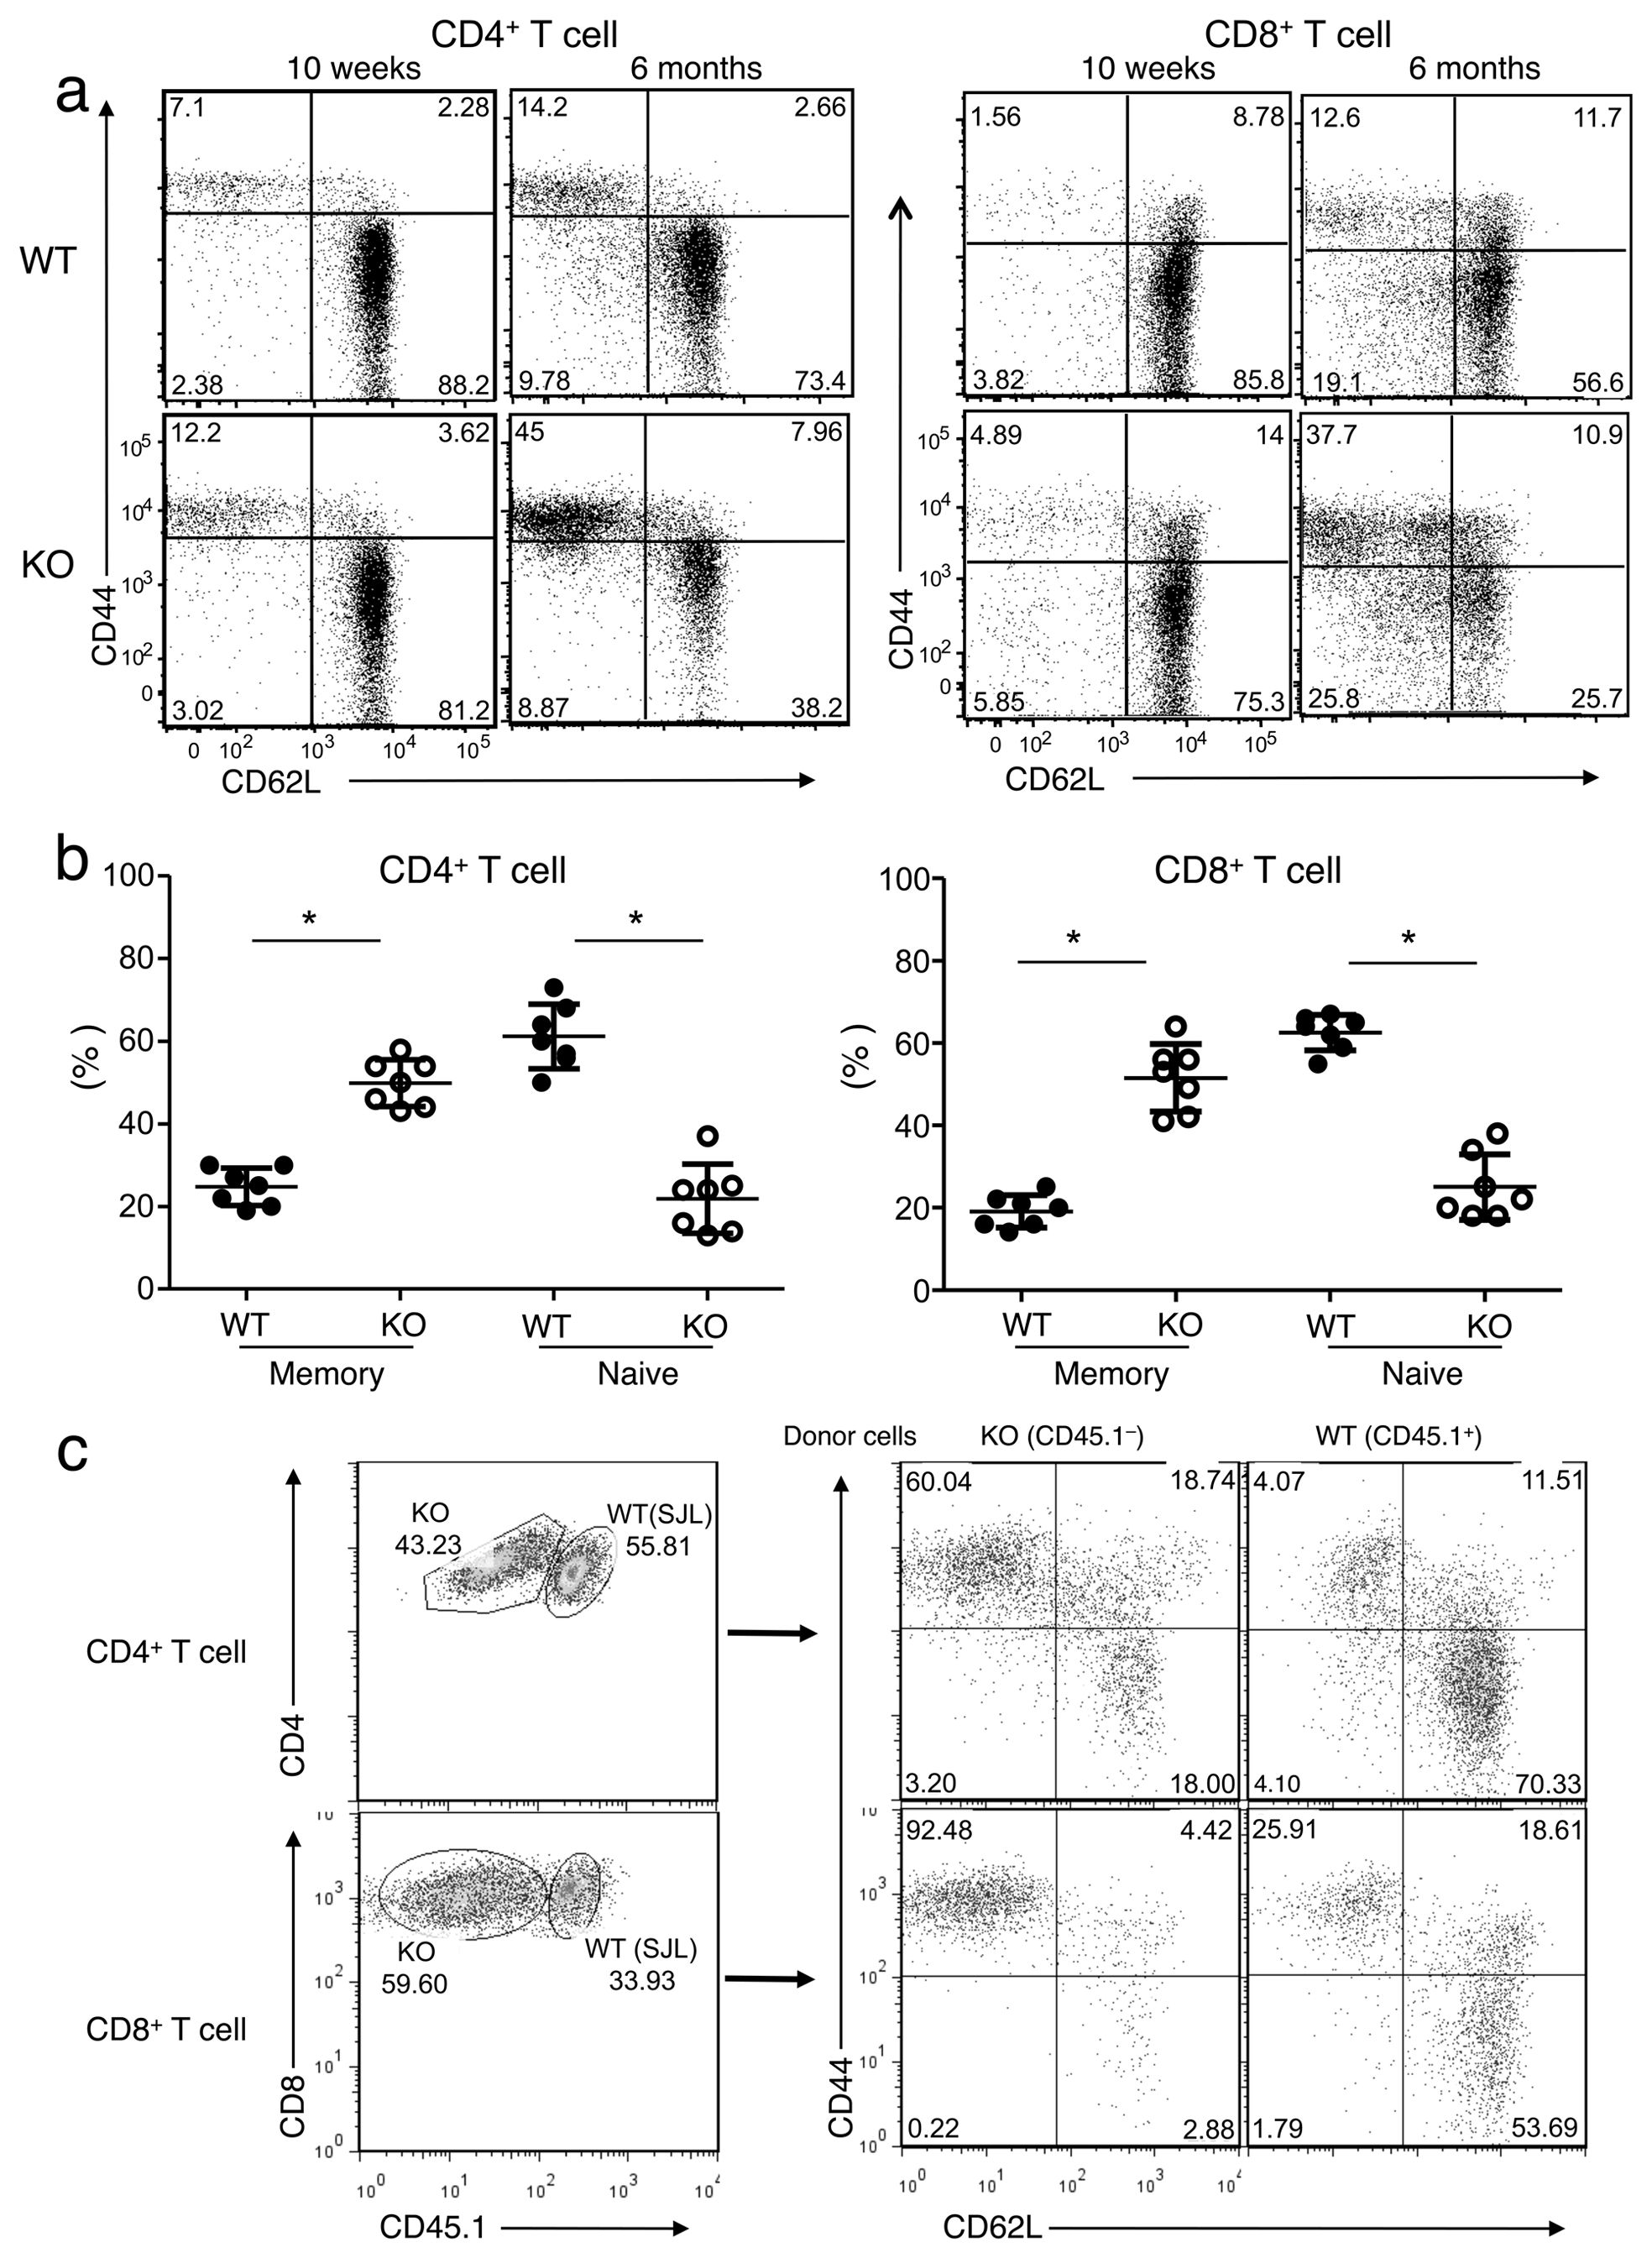 CD4⁺ T cell
CD8⁺ T cell
10 weeks
6 months
10 weeks
6 months
a
WT
7.1
2.28
2.38
88.2
14.2
2.66
9.78
73.4
1.56
8.78
3.82
85.8
12.6
11.7
19.1
56.6
KO
12.2
3.62
3.02
81.2
45
7.96
8.87
38.2
4.89
14
5.85
75.3
37.7
10.9
25.8
25.7
CD44
10⁵
10⁴
10³
10²
0
0 10² 10³ 10⁴ 10⁵
CD62L
CD44
10⁵
10⁴
10³
10²
0
0 10² 10³ 10⁴ 10⁵
CD62L
b
CD4⁺ T cell
100
80
60
40
20
0
(% )
* *
WT KO WT KO
Memory Naive
CD8⁺ T cell
100
80
60
40
20
0
(% )
* *
WT KO WT KO
Memory Naive
c
Donor cells KO (CD45.1⁻) WT (CD45.1⁺)
CD4⁺ T cell
CD4
KO
43.23
WT(SJL)
55.81
60.04
18.74
3.20
18.00
4.07
11.51
4.10
70.33
CD8⁺ T cell
CD8
10
10³
10²
10¹
10⁰
KO
59.60
WT (SJL)
33.93
10⁰ 10¹ 10² 10³ 10⁴
CD45.1
CD44
10
10³
10²
10¹
10⁰
92.48
4.42
0.22
2.88
25.91
18.61
1.79
53.69
10⁰ 10¹ 10² 10³ 10⁴
CD62L